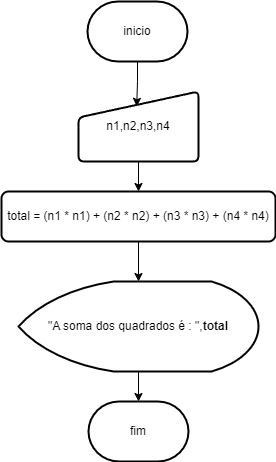 inicio
n1,n2,n3,n4
total = (n1 * n1) + (n2 * n2) + (n3 * n3) + (n4 * n4)
"A soma dos quadrados é : ",total
fim